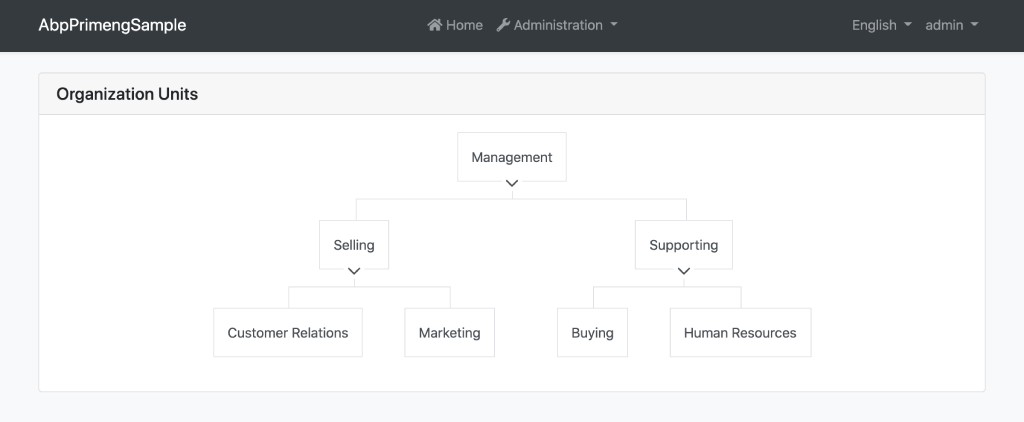 AbpPrimengSample
Home
Administration
English
admin
Organization Units
Management
Selling
Supporting
Customer Relations
Marketing
Buying
Human Resources